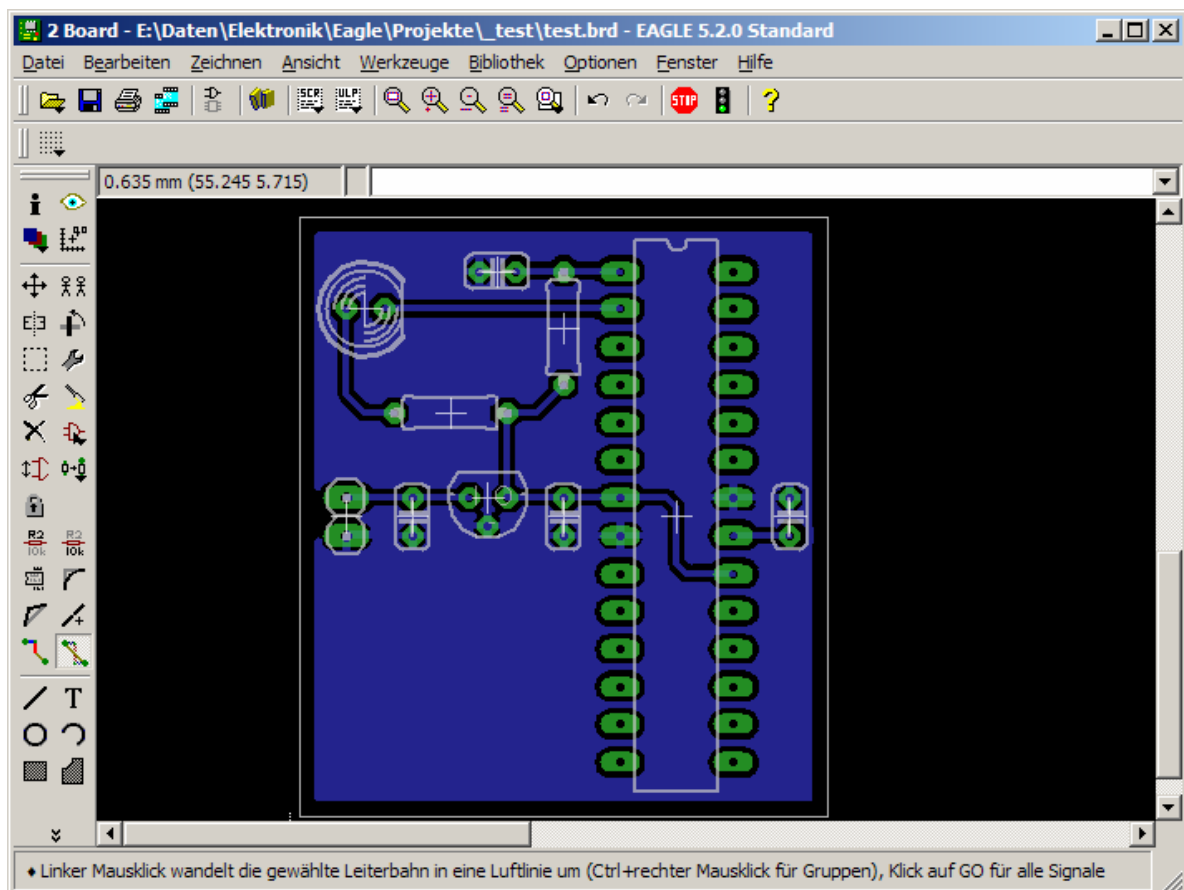 2 Board - E:\Daten\Elektronik\Eagle\Projekte\_test\test.brd - EAGLE 5.2.0 Standard
Datei Bearbeiten Zeichnen Ansicht Werkzeuge Bibliothek Optionen Fenster Hilfe
SCR ULP STOP ?
0.635 mm (55.245 5.715)
R2 R2
10k 10k
T
♦ Linker Mausklick wandelt die gewählte Leiterbahn in eine Luftlinie um (Ctrl+rechter Mausklick für Gruppen), Klick auf GO für alle Signale